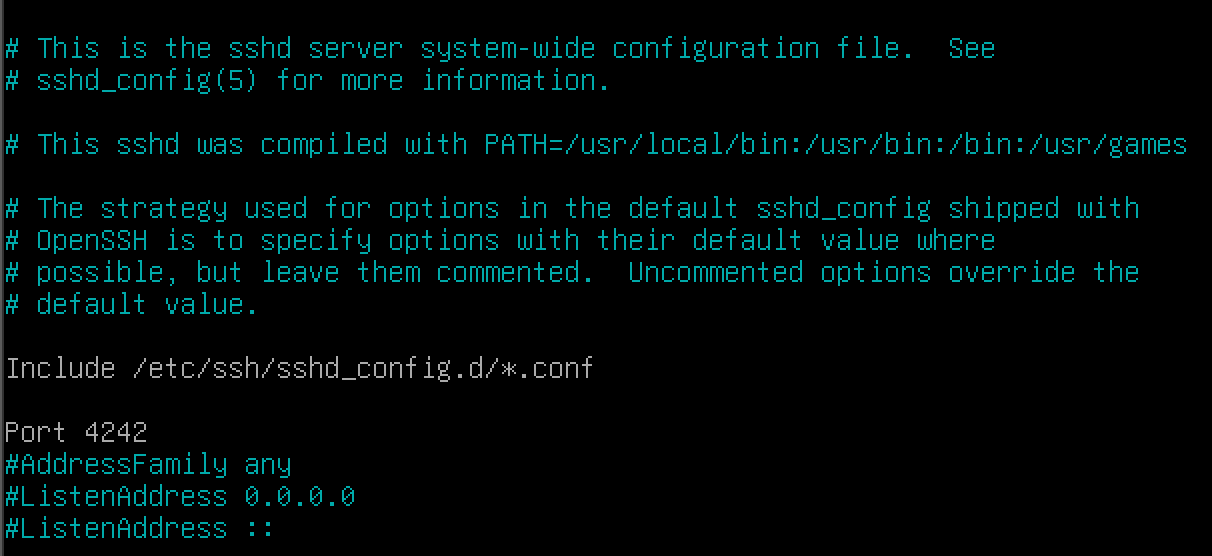 # This is the sshd server system-wide configuration file.  See
# sshd_config(5) for more information.
# This sshd was compiled with PATH=/usr/local/bin:/usr/bin:/bin:/usr/games
# The strategy used for options in the default sshd_config shipped with
# OpenSSH is to specify options with their default value where
# possible, but leave them commented.  Uncommented options override the
# default value.
Include /etc/ssh/sshd_config.d/*.conf
Port 4242
#AddressFamily any
#ListenAddress 0.0.0.0
#ListenAddress ::